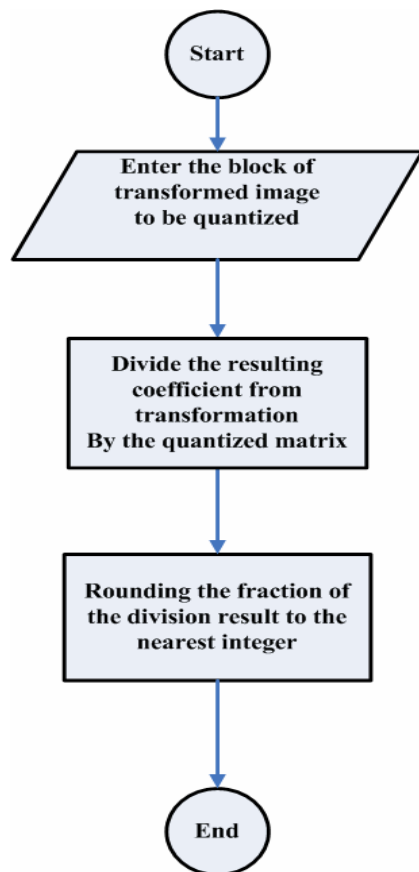 Start
Enter the block of
transformed image
to be quantized
Divide the resulting
coefficient from
transformation
By the quantized matrix
Rounding the fraction of
the division result to the
nearest integer
End